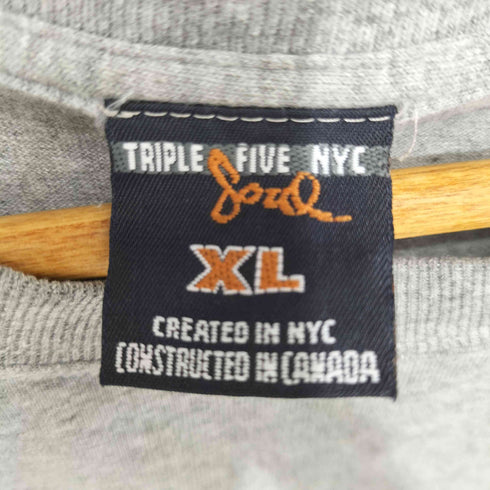 TRIPLE FIVE NYC
Soul
XL
CREATED IN NYC
CONSTRUCTED IN CANADA